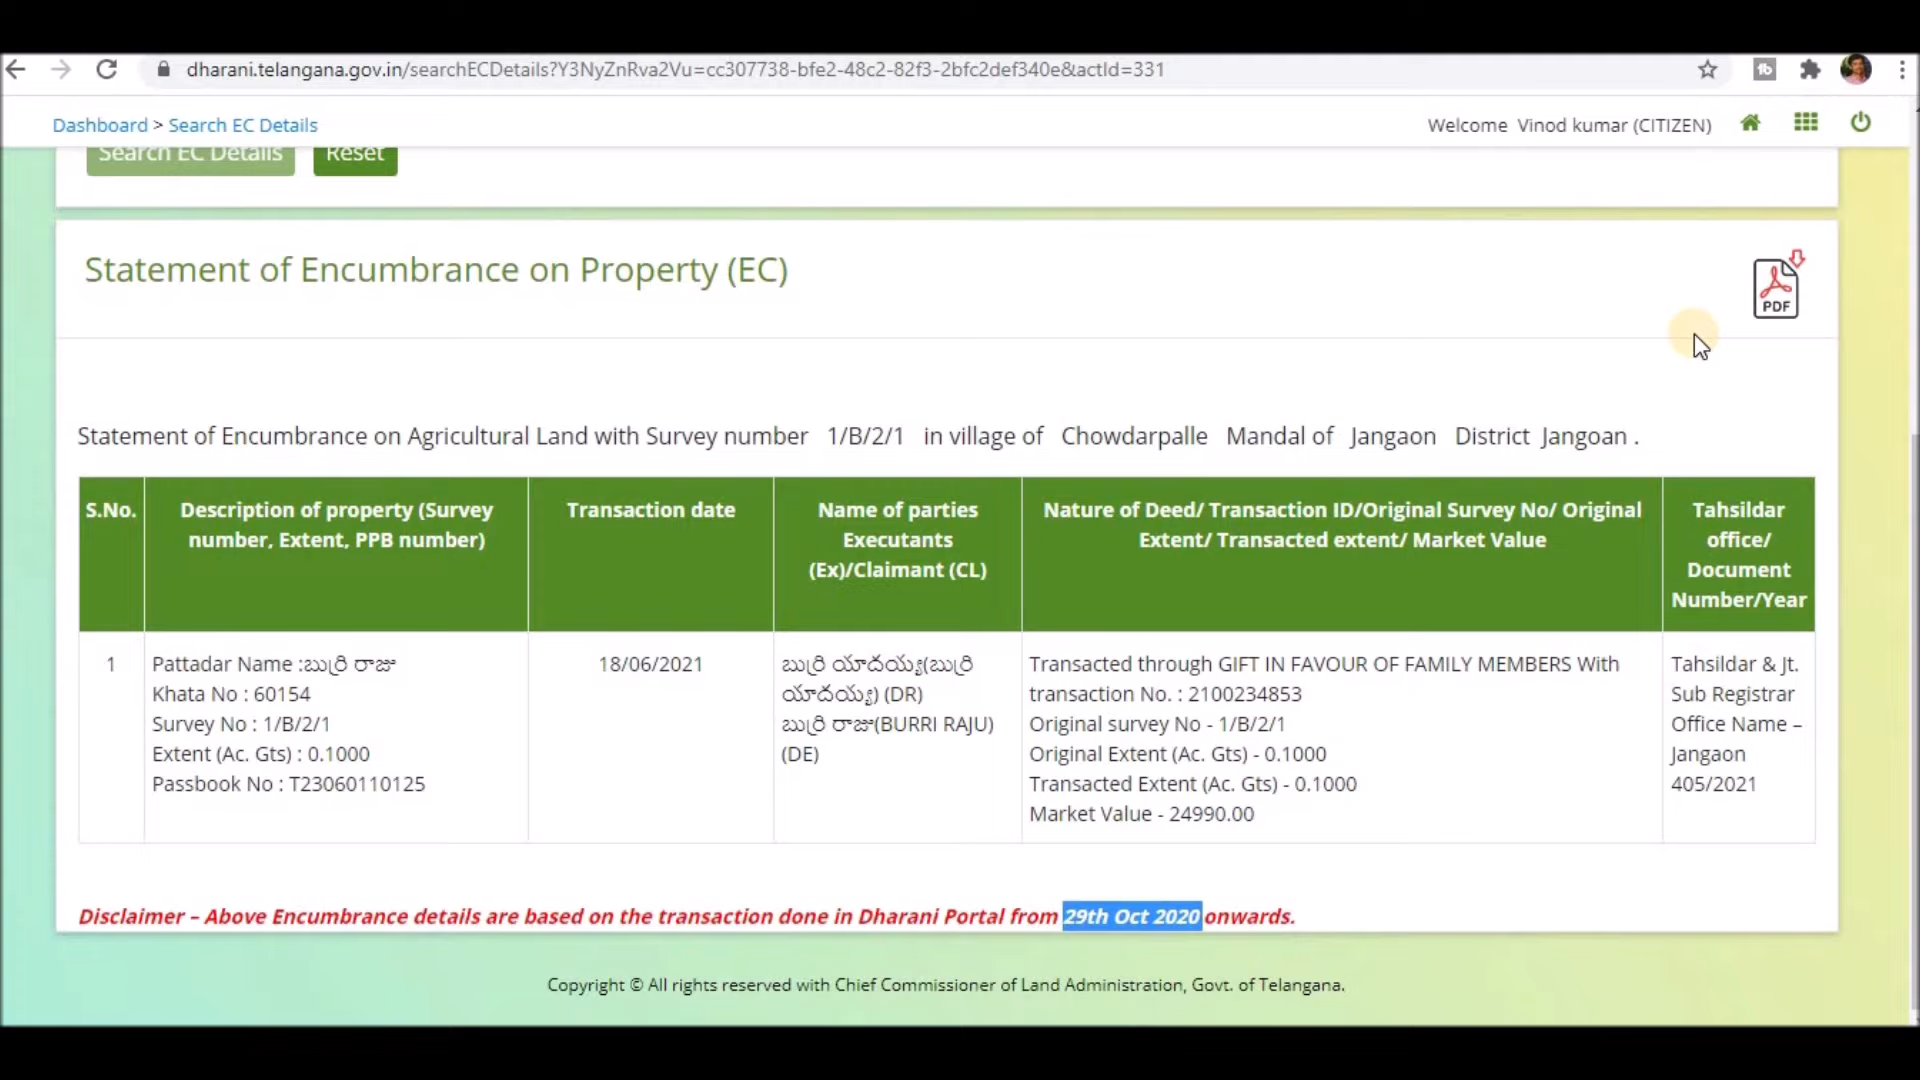 dharani.telangana.gov.in/searchECDetails?Y3NyZnRva2Vu=cc307738-bfe2-48c2-82f3-2bfc2def340e&actId=331
Dashboard > Search EC Details
Welcome Vinod kumar (CITIZEN)
Search EC Details Reset
Statement of Encumbrance on Property (EC)
PDF
Statement of Encumbrance on Agricultural Land with Survey number 1/B/2/1 in village of Chowdarpalle Mandal of Jangaon District Jangoan .
S.No.
Description of property (Survey
number, Extent, PPB number)
Transaction date
Name of parties
Executants
(Ex)/Claimant (CL)
Nature of Deed/ Transaction ID/Original Survey No/ Original
Extent/ Transacted extent/ Market Value
Tahsildar
office/
Document
Number/Year
1
Pattadar Name :బుర్రి రాజు
Khata No : 60154
Survey No : 1/B/2/1
Extent (Ac. Gts) : 0.1000
Passbook No : T23060110125
18/06/2021
బుర్రి యాదయ్య(బుర్రి
యాదయ్య) (DR)
బుర్రి రాజు(BURRI RAJU)
(DE)
Transacted through GIFT IN FAVOUR OF FAMILY MEMBERS With
transaction No. : 2100234853
Original survey No - 1/B/2/1
Original Extent (Ac. Gts) - 0.1000
Transacted Extent (Ac. Gts) - 0.1000
Market Value - 24990.00
Tahsildar & Jt.
Sub Registrar
Office Name –
Jangaon
405/2021
Disclaimer – Above Encumbrance details are based on the transaction done in Dharani Portal from 29th Oct 2020 onwards.
Copyright © All rights reserved with Chief Commissioner of Land Administration, Govt. of Telangana.